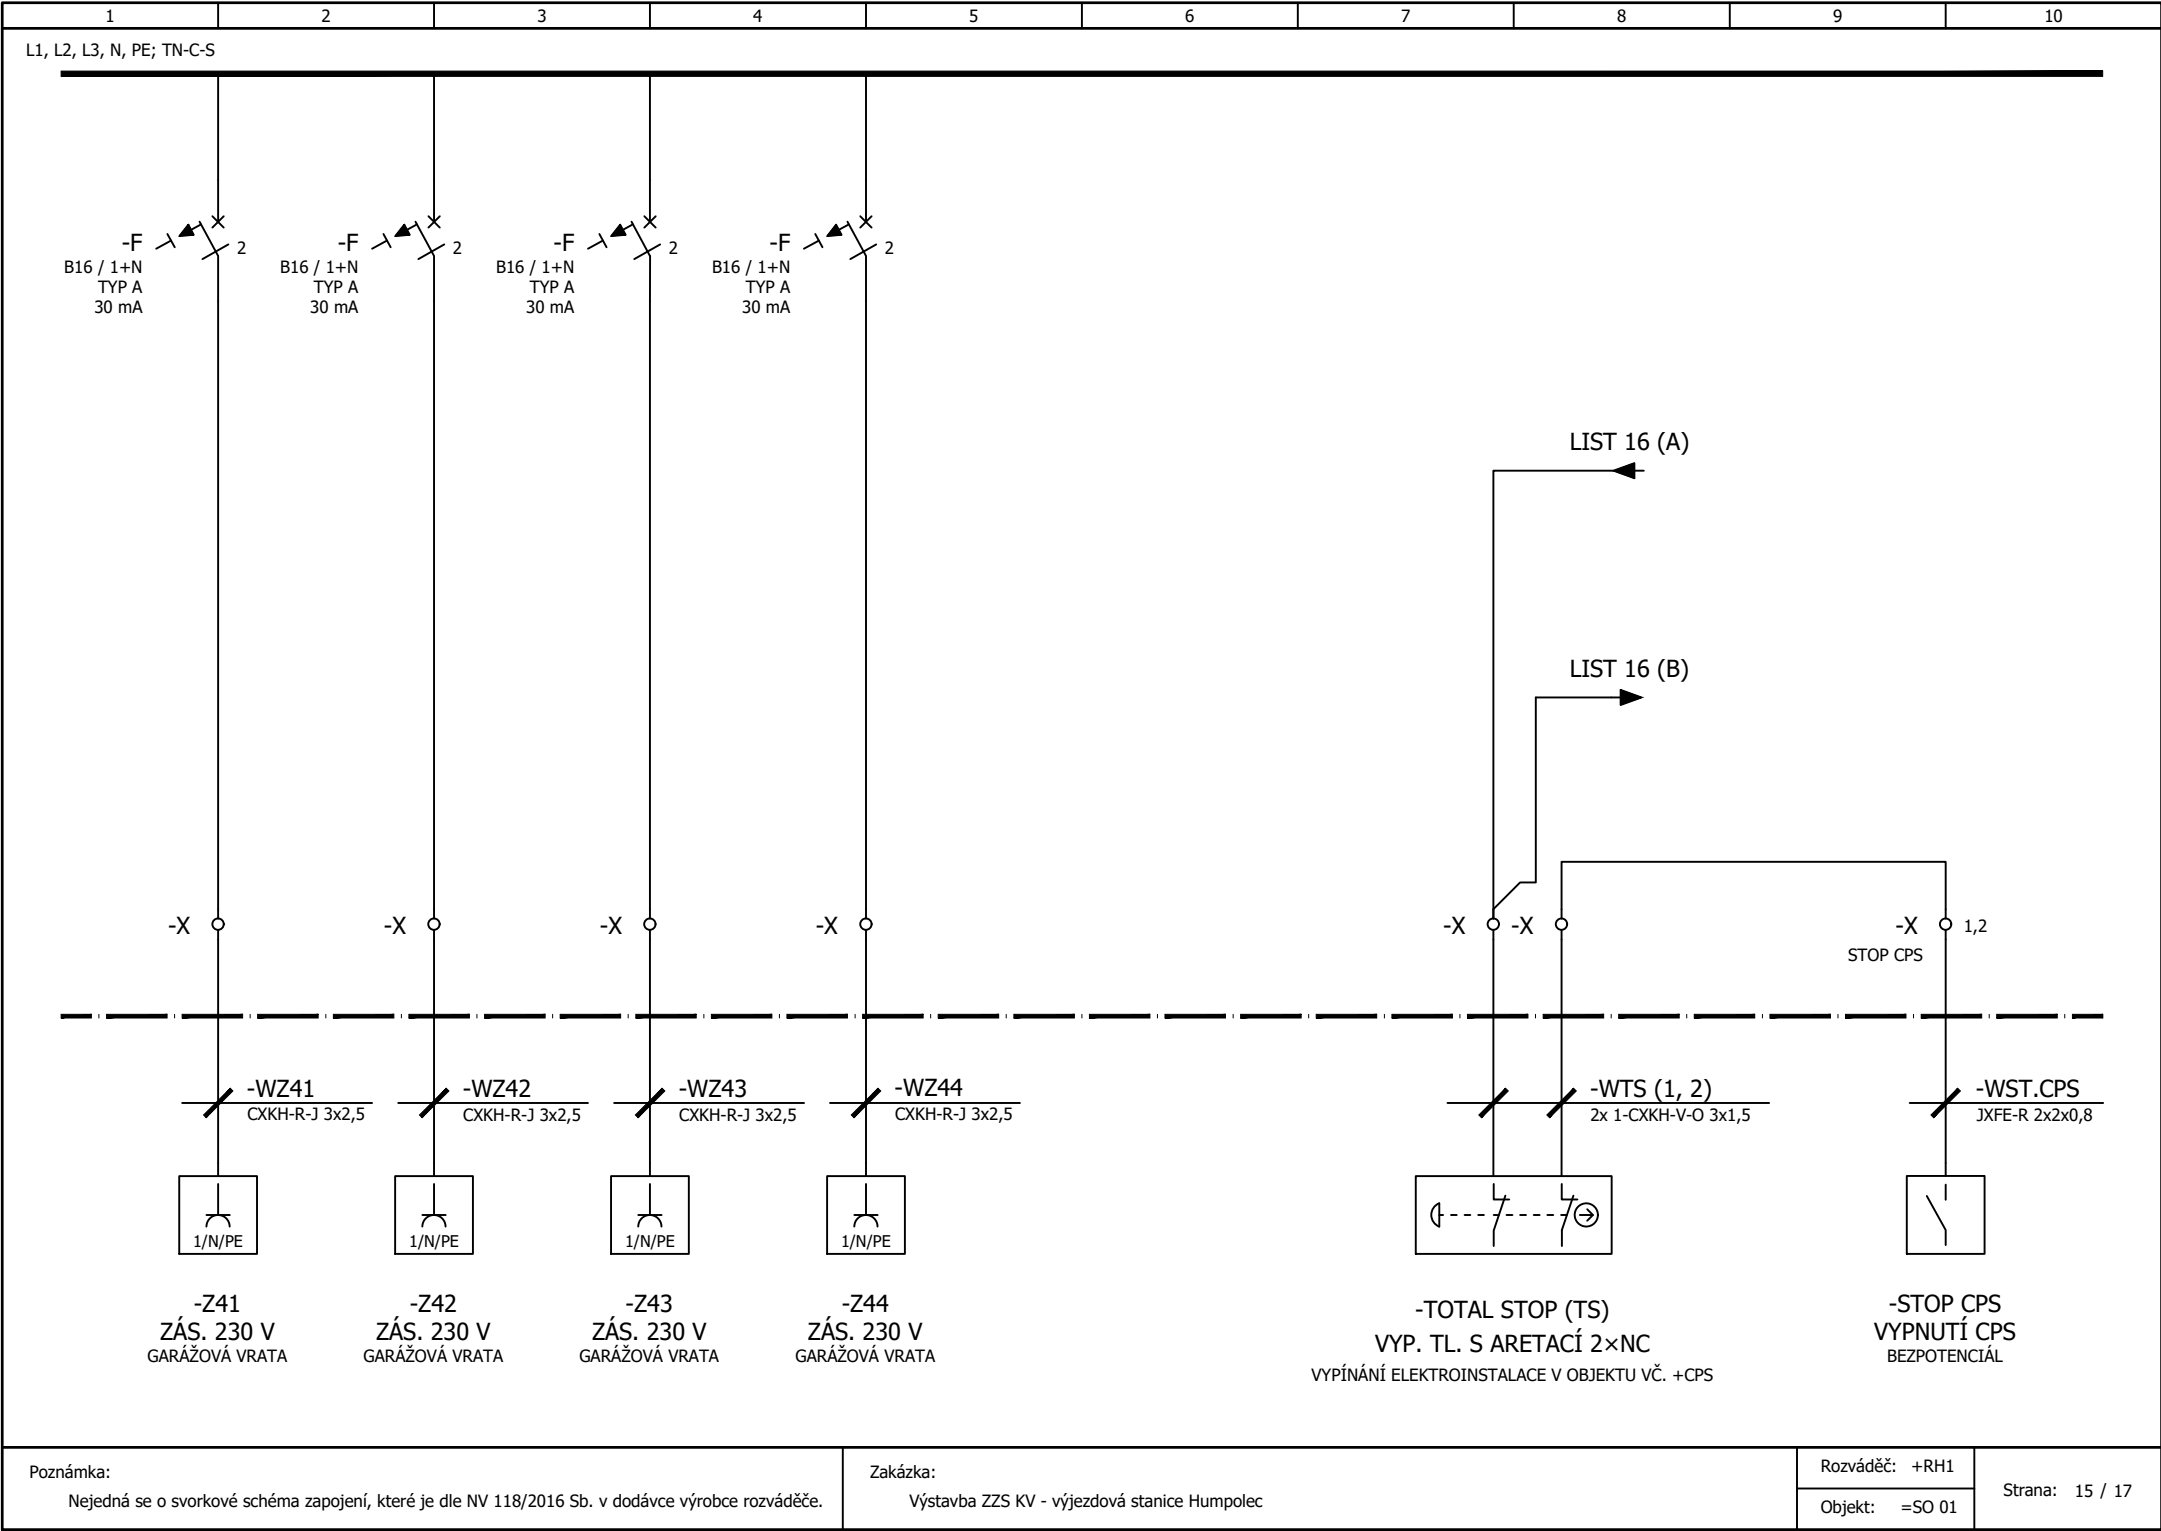 1 2 3 4 5 6 7 8 9 10
L1, L2, L3, N, PE; TN-C-S
-F 2
B16 / 1+N
TYP A
30 mA
-F 2
B16 / 1+N
TYP A
30 mA
-F 2
B16 / 1+N
TYP A
30 mA
-F 2
B16 / 1+N
TYP A
30 mA
LIST 16 (A)
LIST 16 (B)
-X -X -X -X -X -X -X 1,2
STOP CPS
-WZ41
CXKH-R-J 3x2,5
-WZ42
CXKH-R-J 3x2,5
-WZ43
CXKH-R-J 3x2,5
-WZ44
CXKH-R-J 3x2,5
-WTS (1, 2)
2x 1-CXKH-V-O 3x1,5
-WST.CPS
JXFE-R 2x2x0,8
1/N/PE 1/N/PE 1/N/PE 1/N/PE
-Z41
ZÁS. 230 V
GARÁŽOVÁ VRATA
-Z42
ZÁS. 230 V
GARÁŽOVÁ VRATA
-Z43
ZÁS. 230 V
GARÁŽOVÁ VRATA
-Z44
ZÁS. 230 V
GARÁŽOVÁ VRATA
-TOTAL STOP (TS)
VYP. TL. S ARETACÍ 2×NC
VYPÍNÁNÍ ELEKTROINSTALACE V OBJEKTU VČ. +CPS
-STOP CPS
VYPNUTÍ CPS
BEZPOTENCIÁL
Poznámka:
Nejedná se o svorkové schéma zapojení, které je dle NV 118/2016 Sb. v dodávce výrobce rozváděče.
Zakázka:
Výstavba ZZS KV - výjezdová stanice Humpolec
Rozváděč: +RH1
Objekt: =SO 01
Strana: 15 / 17